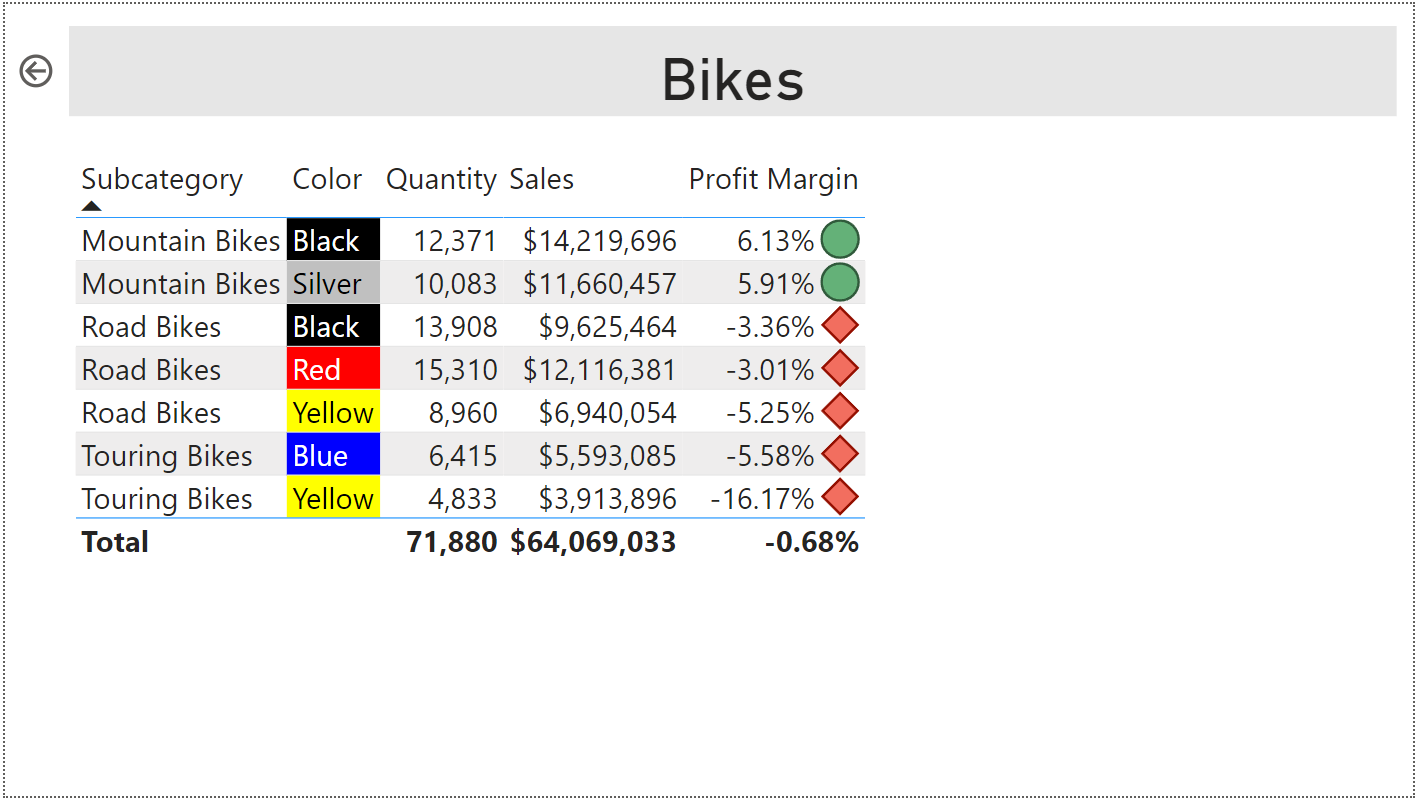 Bikes
Subcategory Color Quantity Sales Profit Margin
Mountain Bikes Black 12,371 $14,219,696 6.13%
Mountain Bikes Silver 10,083 $11,660,457 5.91%
Road Bikes Black 13,908 $9,625,464 -3.36%
Road Bikes Red 15,310 $12,116,381 -3.01%
Road Bikes Yellow 8,960 $6,940,054 -5.25%
Touring Bikes Blue 6,415 $5,593,085 -5.58%
Touring Bikes Yellow 4,833 $3,913,896 -16.17%
Total 71,880 $64,069,033 -0.68%